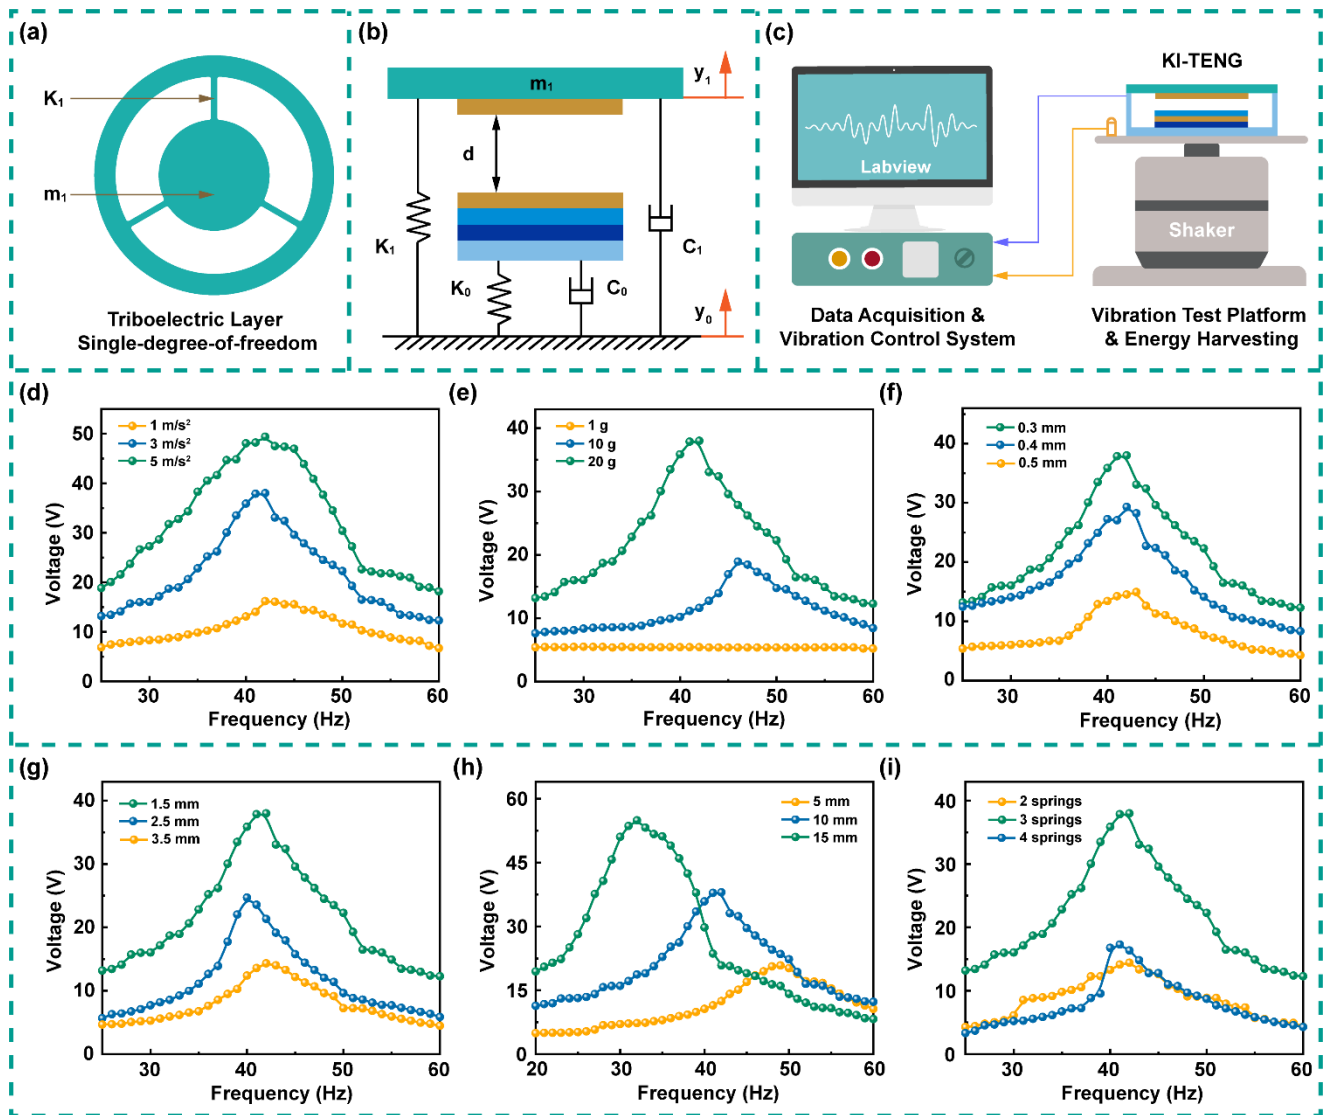 (a)
K₁
m₁
Triboelectric Layer
Single-degree-of-freedom
(b)
m₁
y₁
d
K₁
K₀
C₀
C₁
y₀
(c)
KI-TENG
Labview
Shaker
Data Acquisition &
Vibration Control System
Vibration Test Platform
& Energy Harvesting
(d)
1 m/s²
3 m/s²
5 m/s²
50
40
30
20
10
0
Voltage (V)
30 40 50 60
Frequency (Hz)
(e)
1 g
10 g
20 g
40
30
20
10
0
Voltage (V)
30 40 50 60
Frequency (Hz)
(f)
0.3 mm
0.4 mm
0.5 mm
40
30
20
10
0
Voltage (V)
30 40 50 60
Frequency (Hz)
(g)
1.5 mm
2.5 mm
3.5 mm
40
30
20
10
0
Voltage (V)
30 40 50 60
Frequency (Hz)
(h)
5 mm
10 mm
15 mm
60
45
30
15
0
Voltage (V)
20 30 40 50 60
Frequency (Hz)
(i)
2 springs
3 springs
4 springs
40
30
20
10
0
Voltage (V)
30 40 50 60
Frequency (Hz)